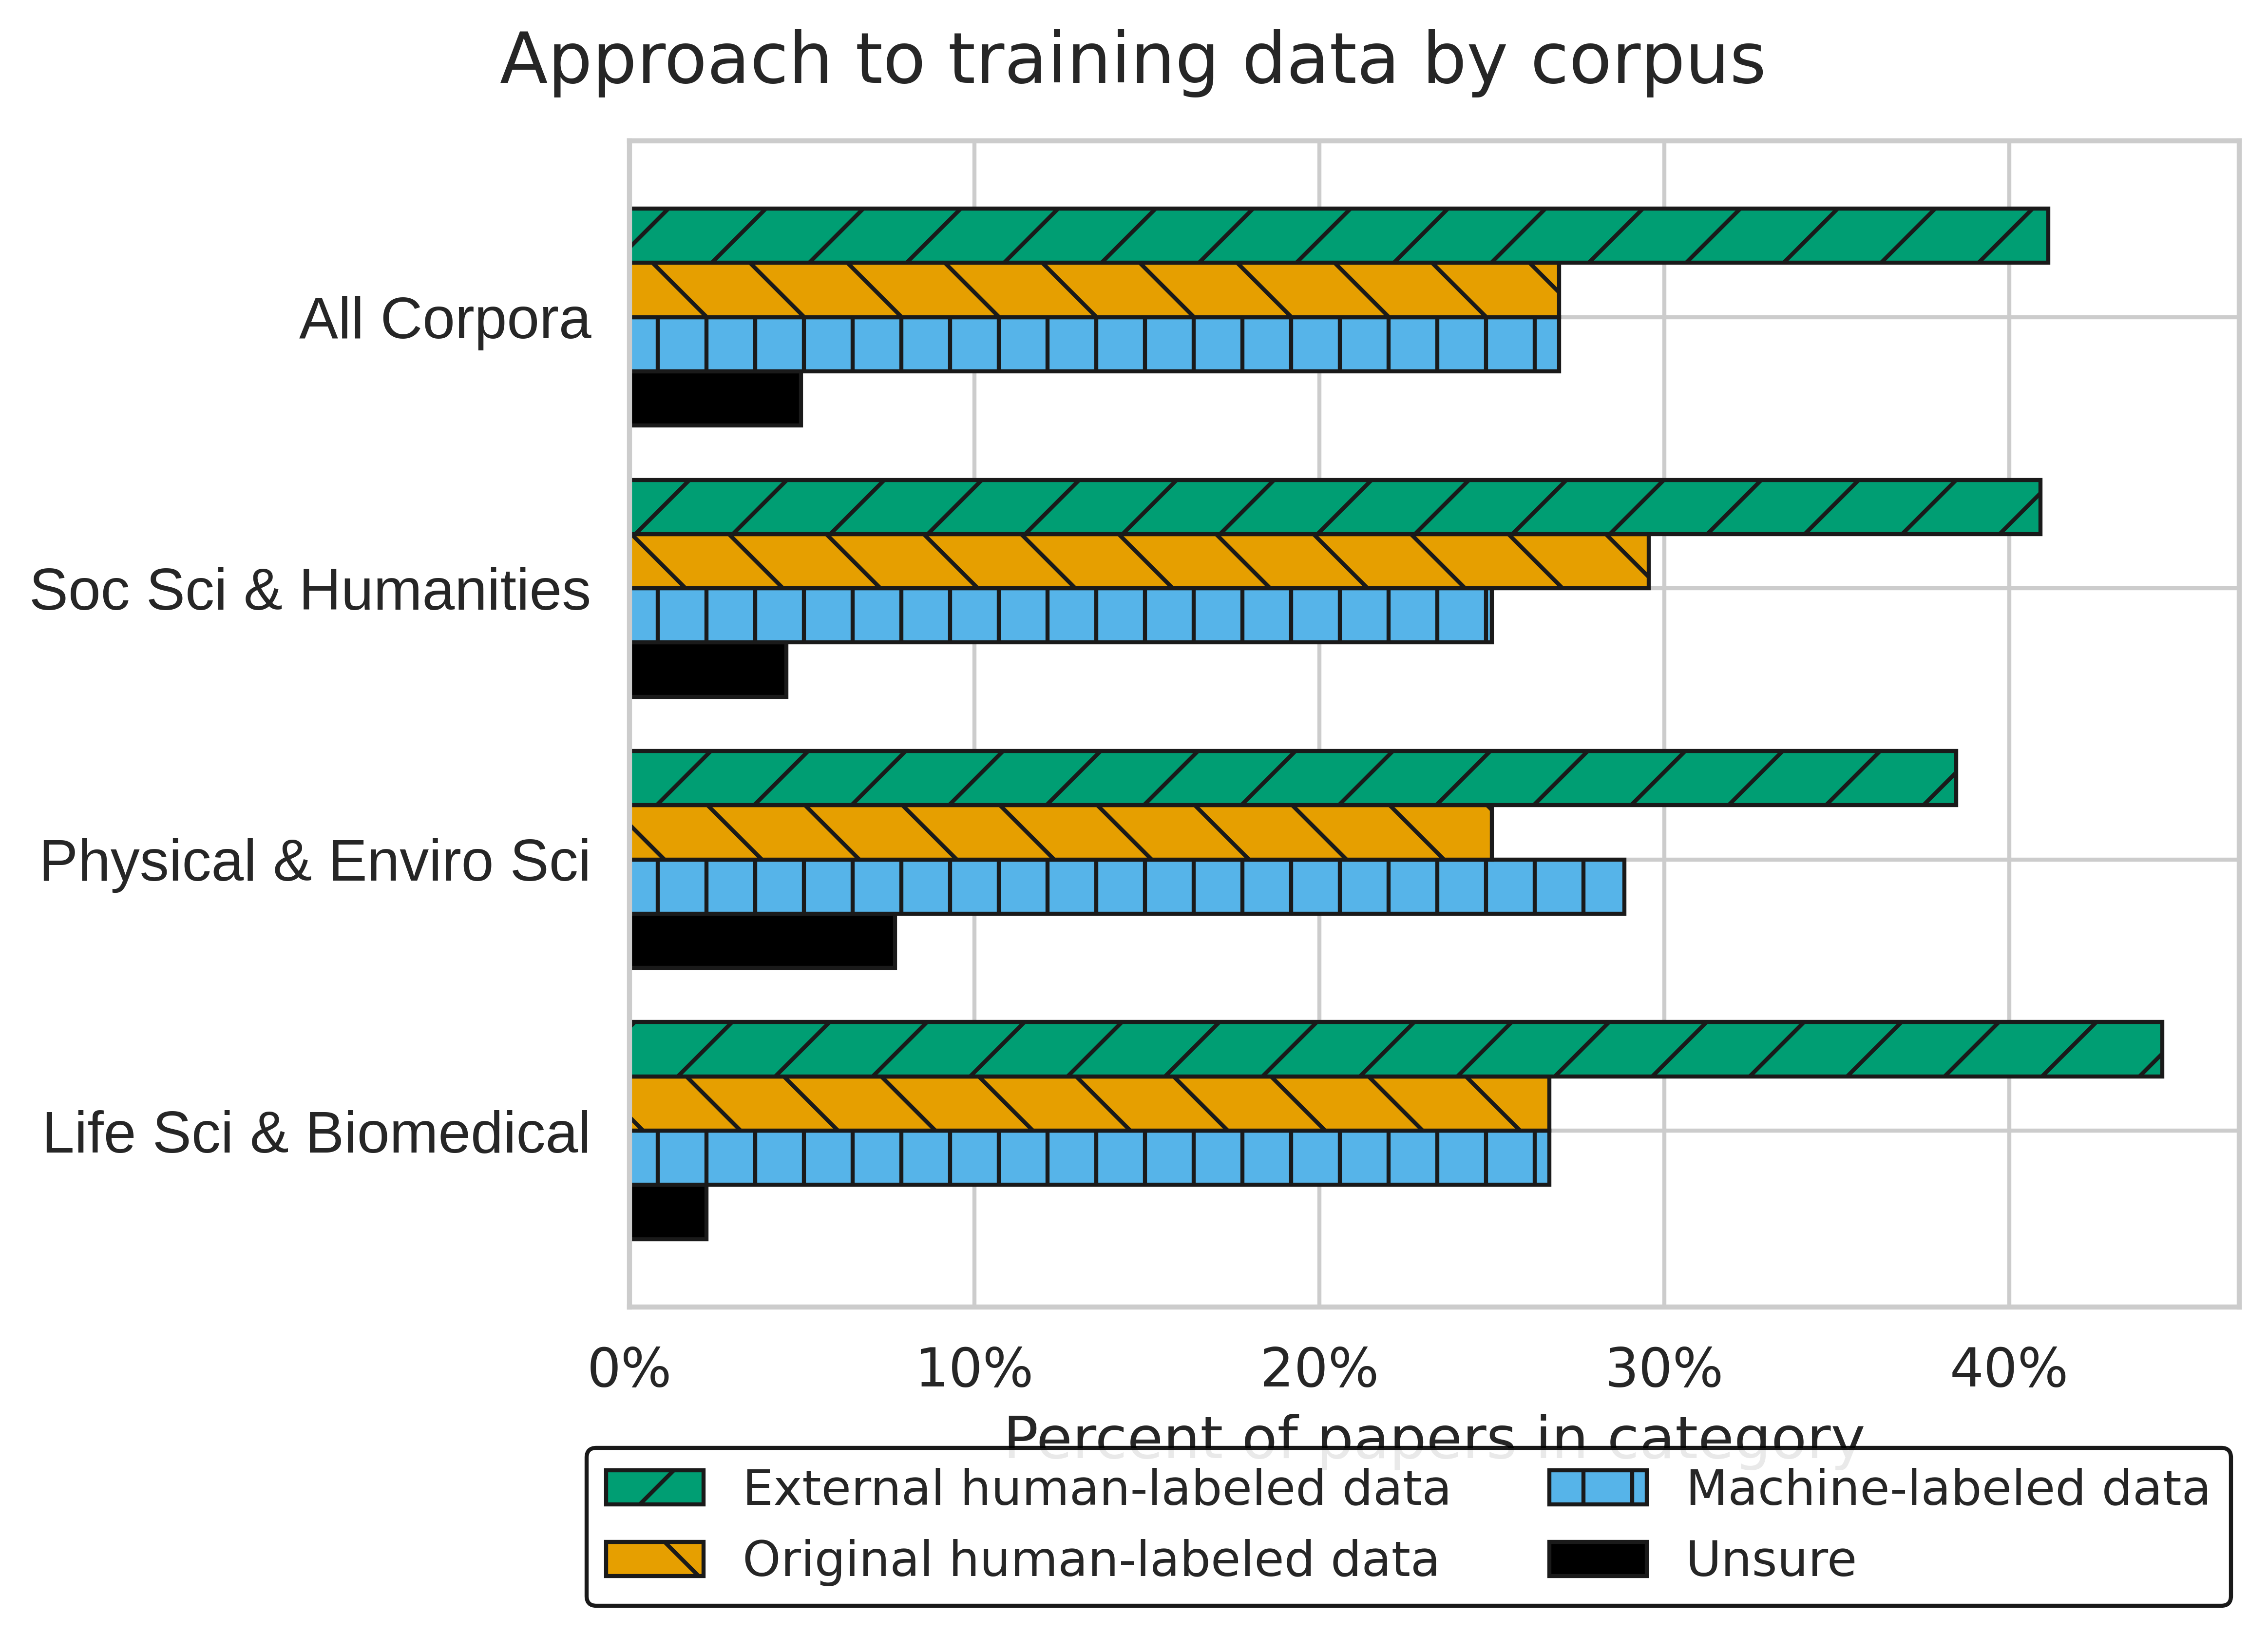 Approach to training data by corpus
All Corpora
Soc Sci & Humanities
Physical & Enviro Sci
Life Sci & Biomedical
0% 10% 20% 30% 40%
Percent of papers in category
External human-labeled data Machine-labeled data
Original human-labeled data Unsure